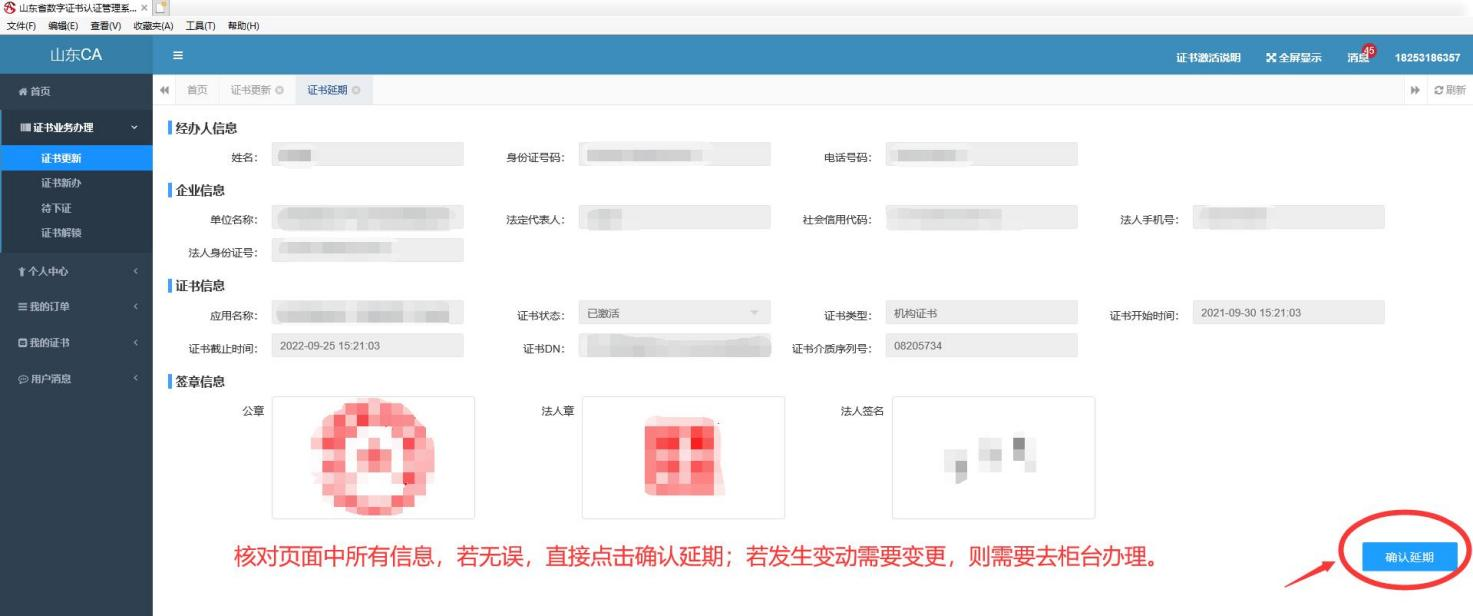 山东省数字证书认证管理系...
文件(F) 编辑(E) 查看(V) 收藏夹(A) 工具(T) 帮助(H)
山东CA
证书激活说明 全屏显示 消息 45 18253186357
首页 证书更新 证书延期 刷新
首页
证书业务办理
证书更新
证书新办
待下证
证书解锁
个人中心
我的订单
我的证书
用户消息
经办人信息
姓名: 身份证号码: 电话号码:
企业信息
单位名称: 法定代表人: 社会信用代码: 法人手机号:
法人身份证号:
证书信息
应用名称: 证书状态: 已激活 证书类型: 机构证书 证书开始时间: 2021-09-30 15:21:03
证书截止时间: 2022-09-25 15:21:03 证书DN: 证书介质序列号: 08205734
签章信息
公章 法人章 法人签名
核对页面中所有信息，若无误，直接点击确认延期；若发生变动需要变更，则需要去柜台办理。
确认延期